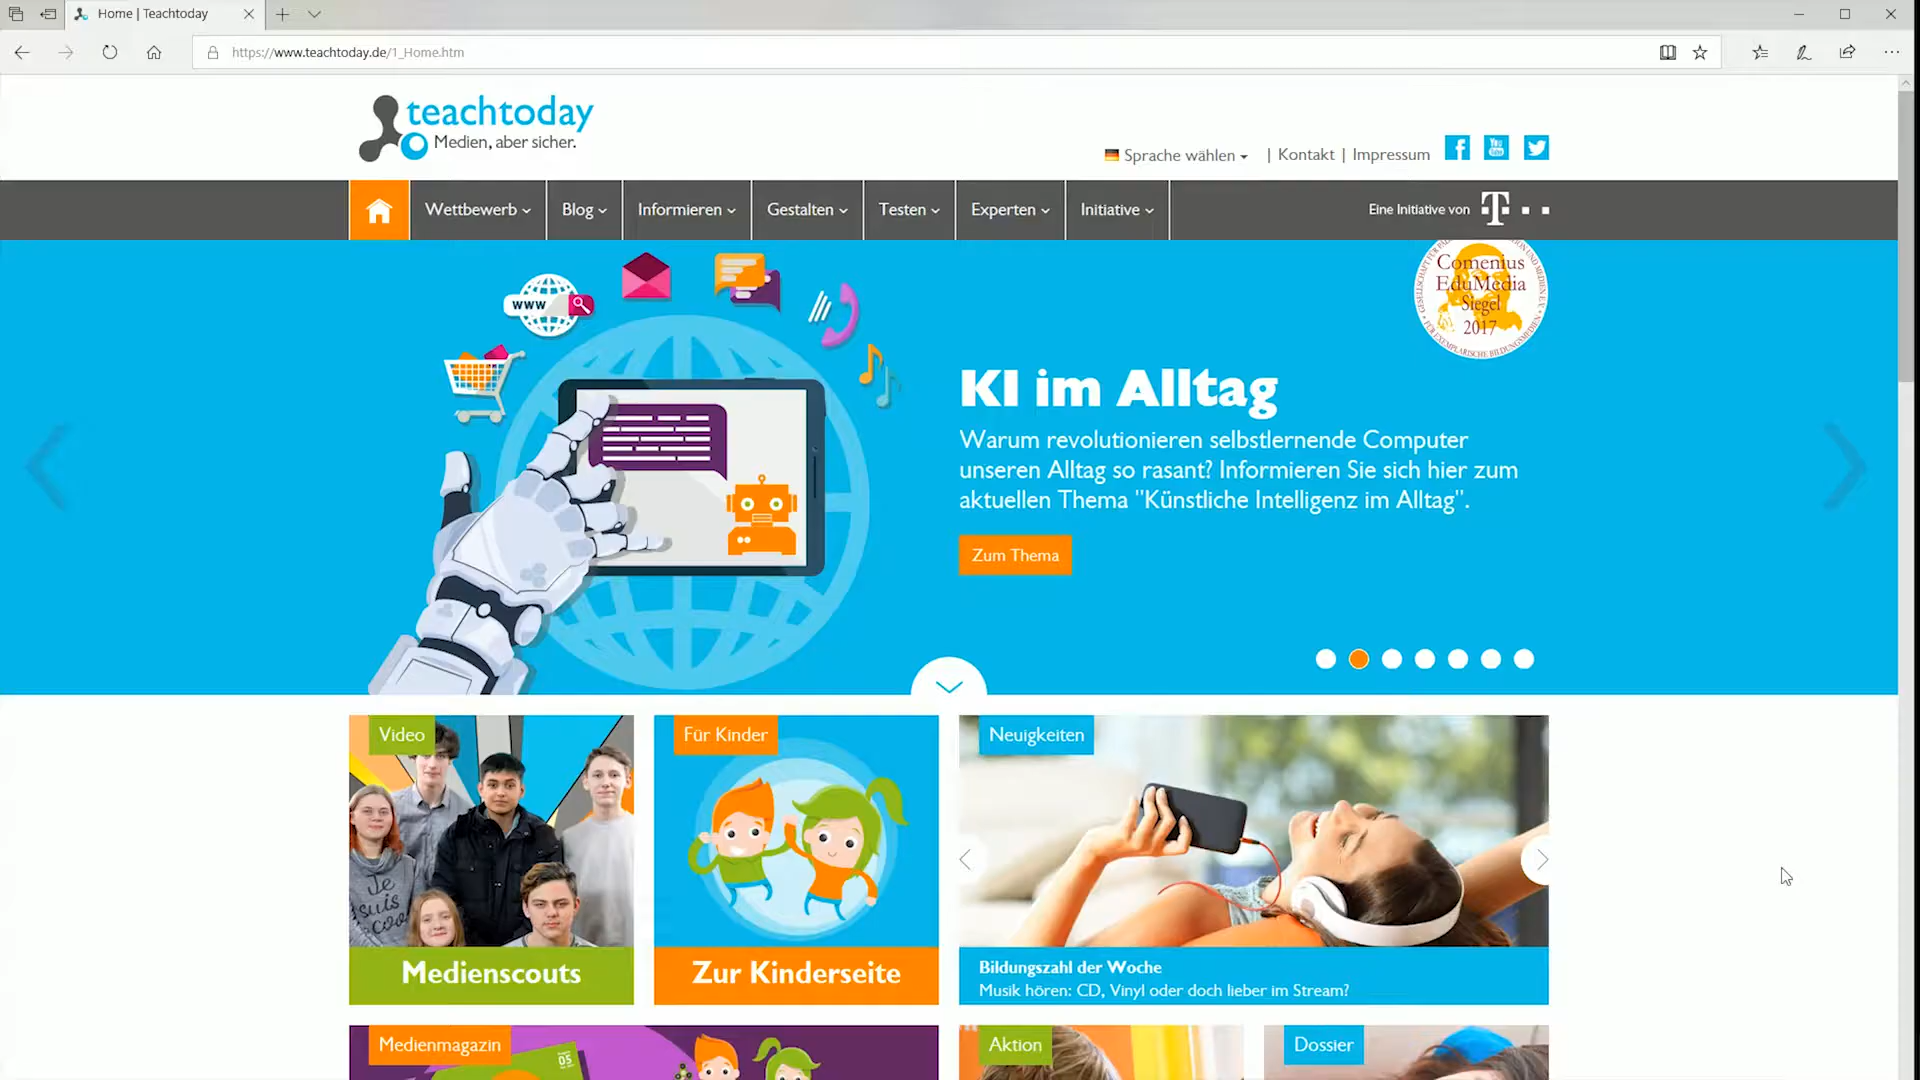 Home | Teachtoday
https://www.teachtoday.de/1_Home.htm
teachtoday
Medien, aber sicher.
Sprache wählen | Kontakt | Impressum
Wettbewerb
Blog
Informieren
Gestalten
Testen
Experten
Initiative
Eine Initiative von
T
WWW
Comenius
EduMedia
Siegel
2017
KI im Alltag
Warum revolutionieren selbstlernende Computer
unseren Alltag so rasant? Informieren Sie sich hier zum
aktuellen Thema "Künstliche Intelligenz im Alltag".
Zum Thema
Video
Je
suis
coo
Medienscouts
Für Kinder
Zur Kinderseite
Neuigkeiten
Bildungszahl der Woche
Musik hören: CD, Vinyl oder doch lieber im Stream?
Medienmagazin
05
Aktion
Dossier